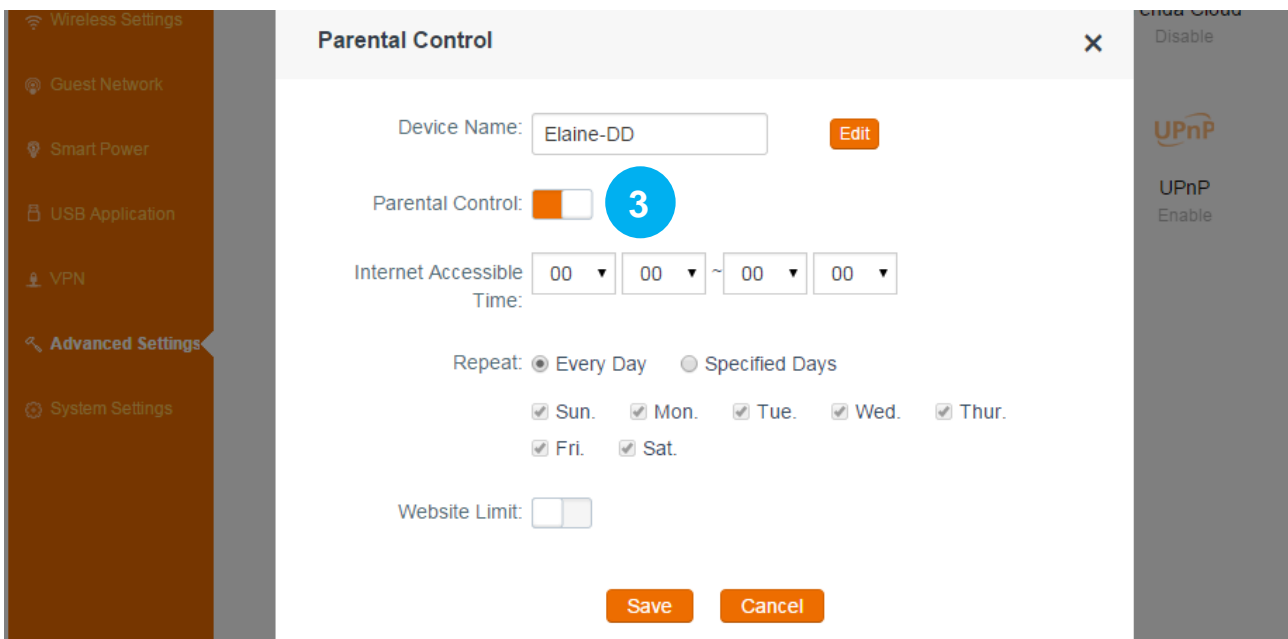 Wireless Settings
Guest Network
Smart Power
USB Application
VPN
Advanced Settings
System Settings
Parental Control
×
Device Name: Elaine-DD Edit
Parental Control: 3
Internet Accessible
Time: 00 00 ~ 00 00
Repeat: Every Day Specified Days
Sun. Mon. Tue. Wed. Thur.
Fri. Sat.
Website Limit:
Save Cancel
Cloud
Disable
UPnP
UPnP
Enable